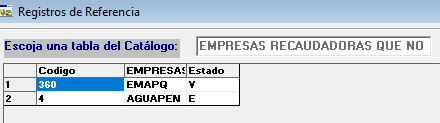 Registros de Referencia
Escoja una tabla del Catálogo: EMPRESAS RECAUDADORAS QUE NO
Codigo EMPRESAS Estado
1 360 EMAPQ V
2 4 AGUAPEN E